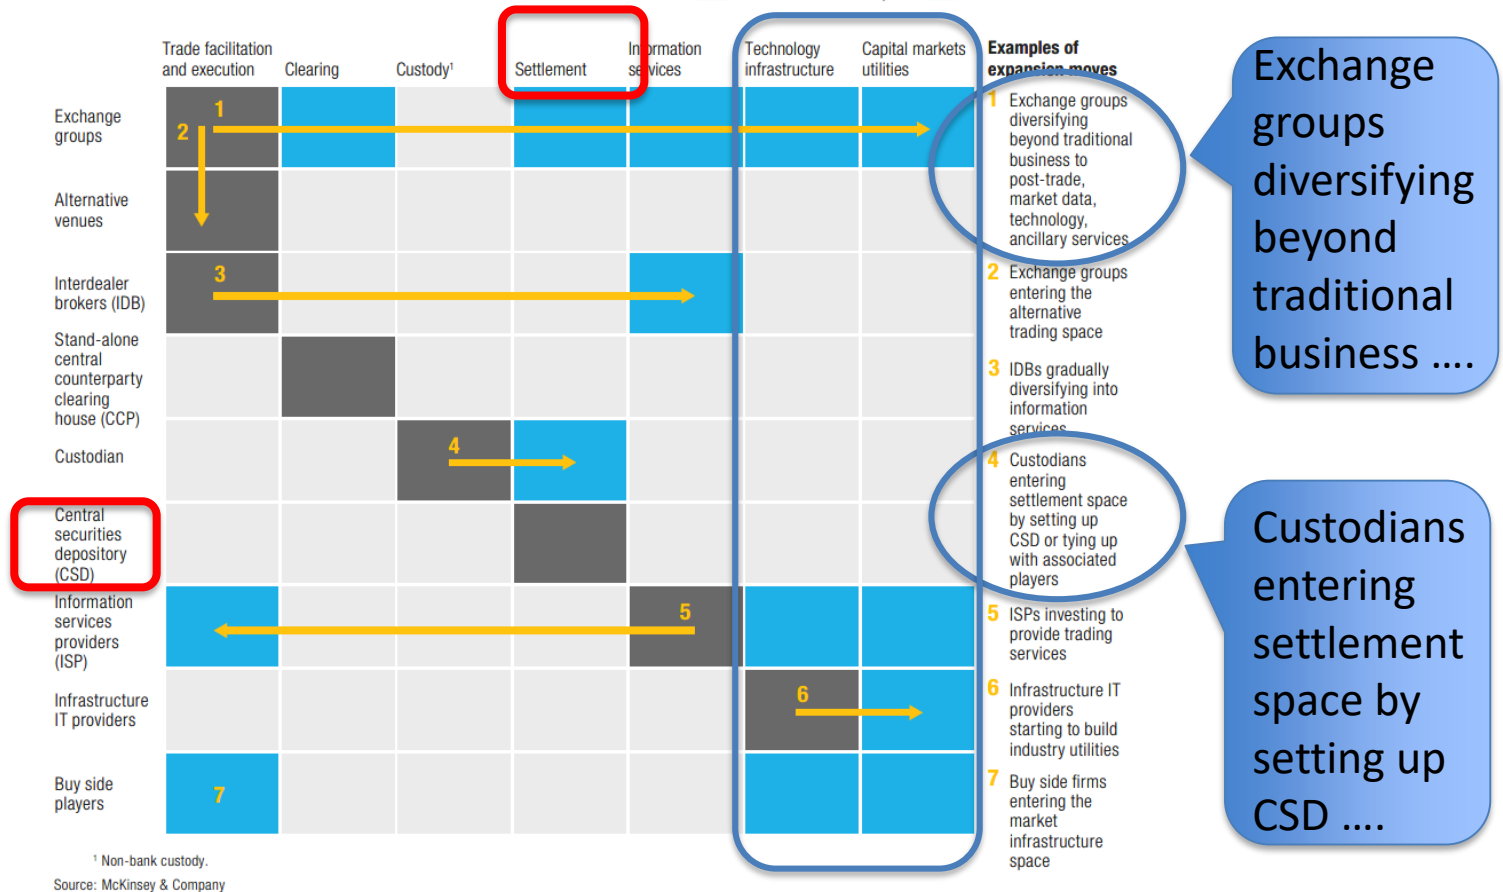 Trade facilitation
and execution
Clearing
Custody¹
Settlement
Information
services
Technology
infrastructure
Capital markets
utilities
Examples of
expansion moves
Exchange
groups
1
2
Alternative
venues
Interdealer
brokers (IDB)
3
Stand-alone
central
counterparty
clearing
house (CCP)
Custodian
4
Central
securities
depository
(CSD)
Information
services
providers
(ISP)
5
Infrastructure
IT providers
6
Buy side
players
7
1 Exchange groups
diversifying
beyond traditional
business to
post-trade,
market data,
technology,
ancillary services
2 Exchange groups
entering the
alternative
trading space
3 IDBs gradually
diversifying into
information
services
4 Custodians
entering
settlement space
by setting up
CSD or tying up
with associated
players
5 ISPs investing to
provide trading
services
6 Infrastructure IT
providers
starting to build
industry utilities
7 Buy side firms
entering the
market
infrastructure
space
Exchange
groups
diversifying
beyond
traditional
business ....
Custodians
entering
settlement
space by
setting up
CSD ....
¹ Non-bank custody.
Source: McKinsey & Company